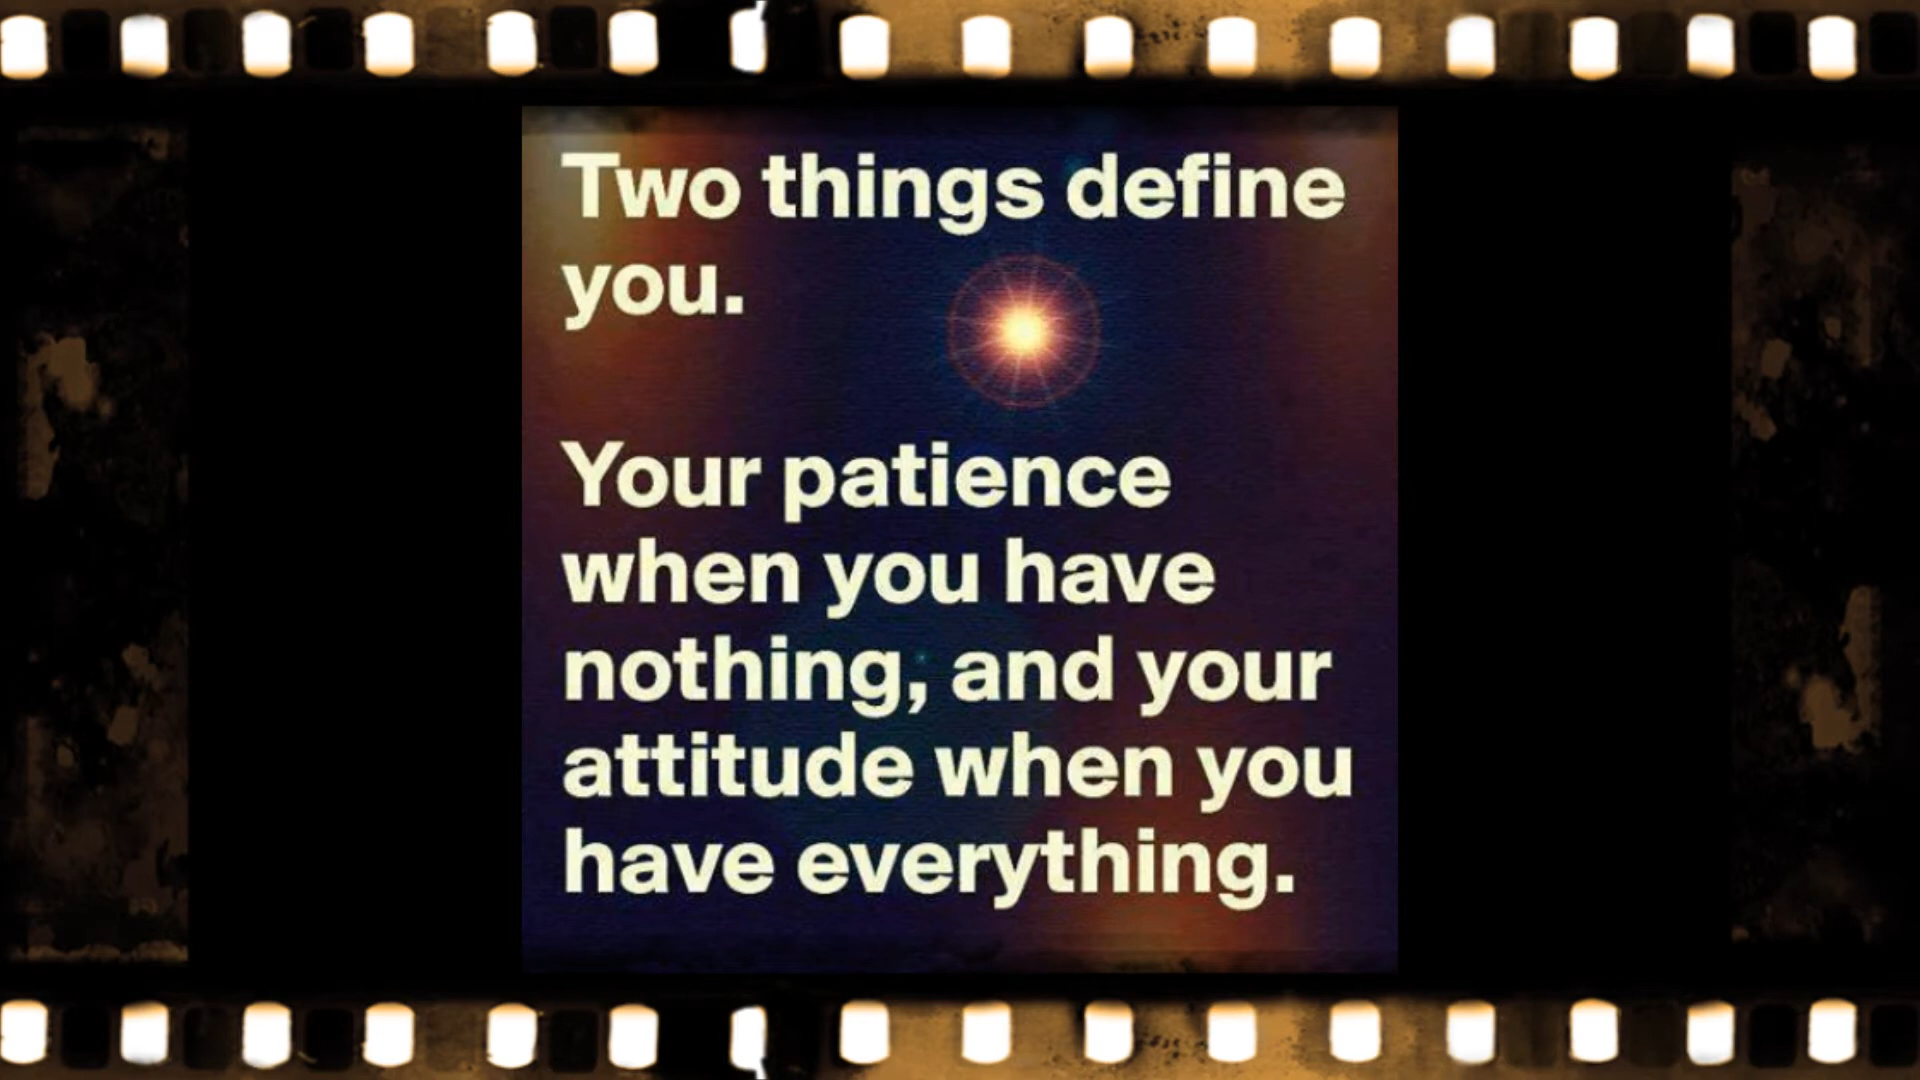 Two things define
you.
Your patience
when you have
nothing, and your
attitude when you
have everything.